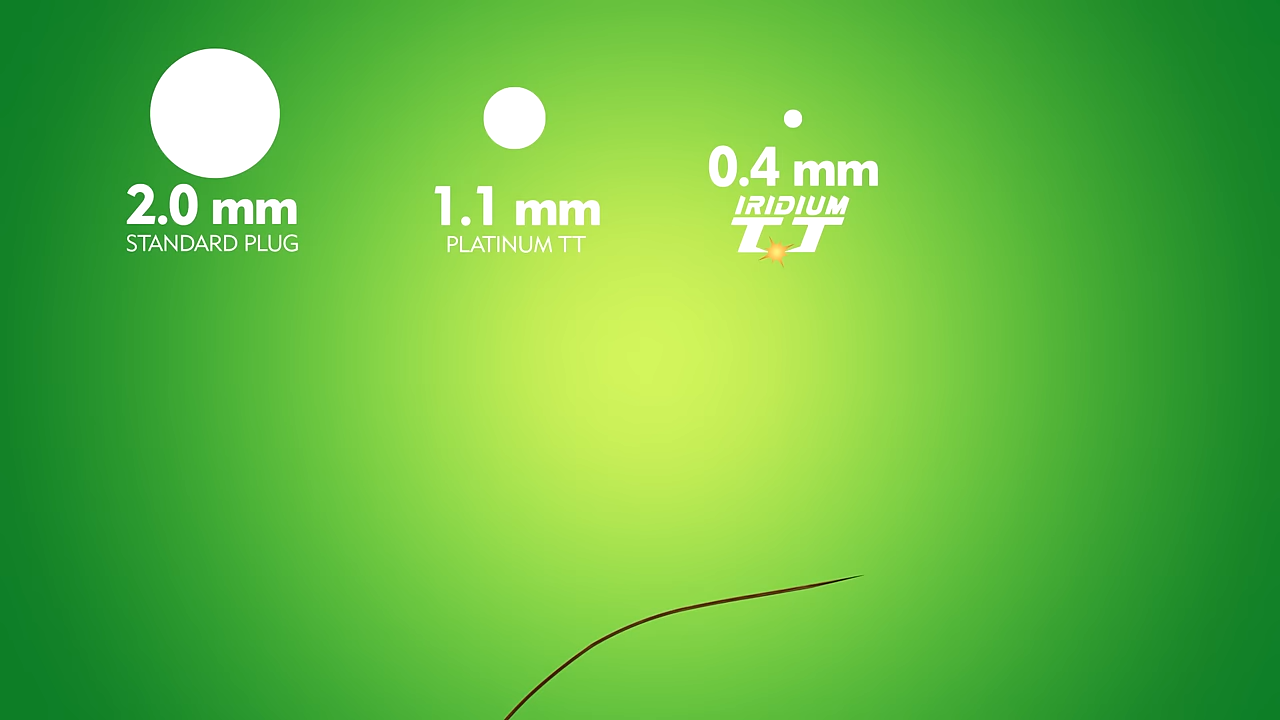 2.0 mm
STANDARD PLUG
1.1 mm
PLATINUM TT
0.4 mm
IRIDIUM
TT